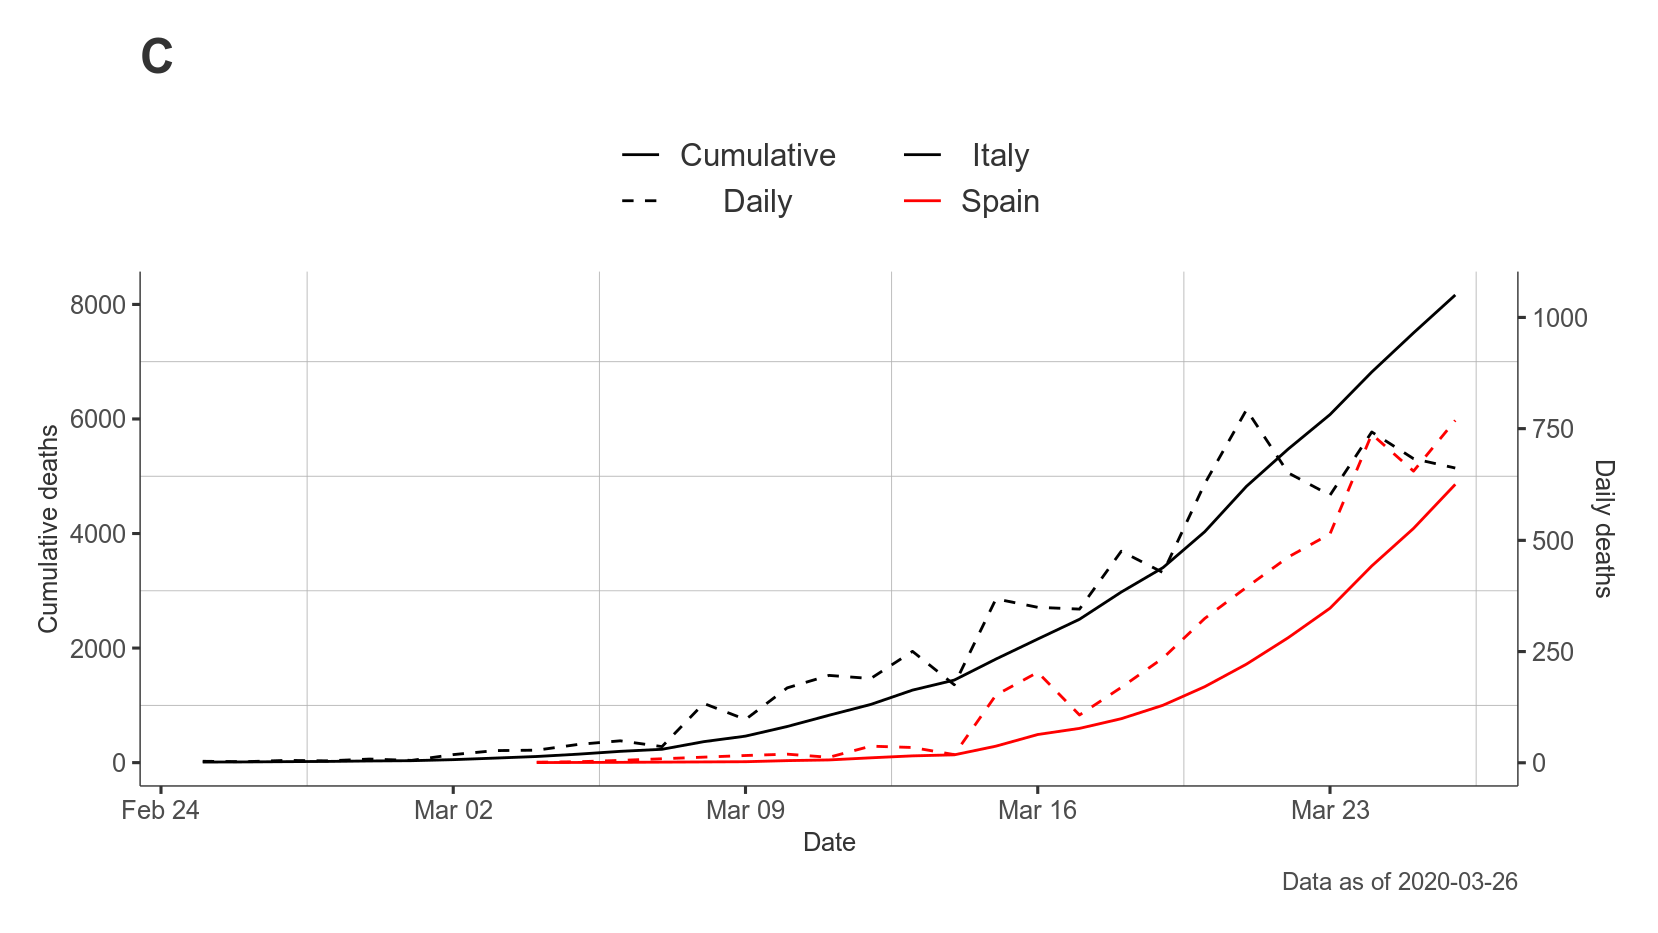 C
Cumulative
Italy
Daily
Spain
8000
6000
4000
2000
0
Cumulative deaths
1000
750
500
250
0
Daily deaths
Feb 24
Mar 02
Mar 09
Mar 16
Mar 23
Date
Data as of 2020-03-26